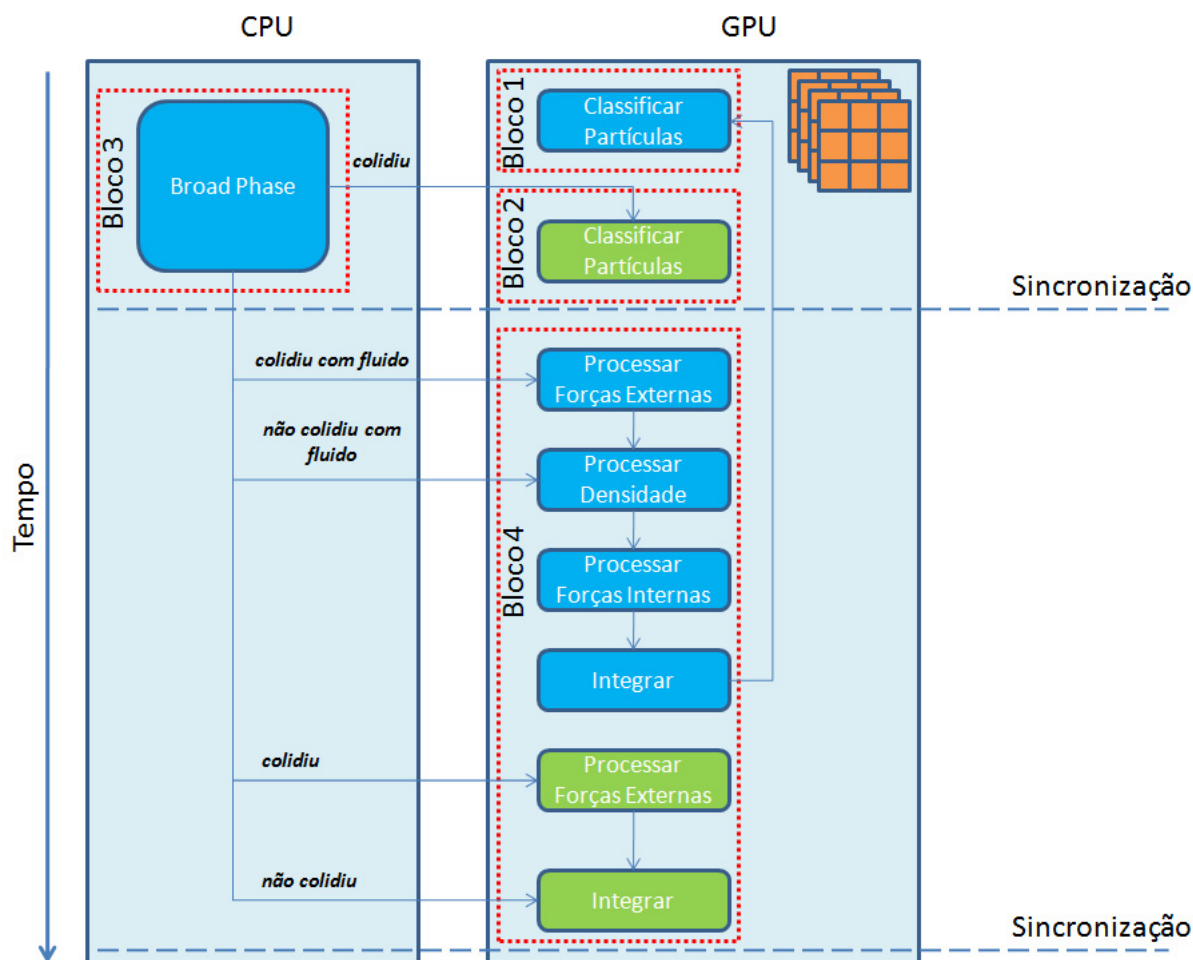 CPU
GPU
Bloco 3
Broad Phase
colidiu
Bloco 1
Classificar
Partículas
Bloco 2
Classificar
Partículas
Sincronização
Tempo
colidiu com fluido
não colidiu com
fluido
colidiu
não colidiu
Bloco 4
Processar
Forças Externas
Processar
Densidade
Processar
Forças Internas
Integrar
Processar
Forças Externas
Integrar
Sincronização